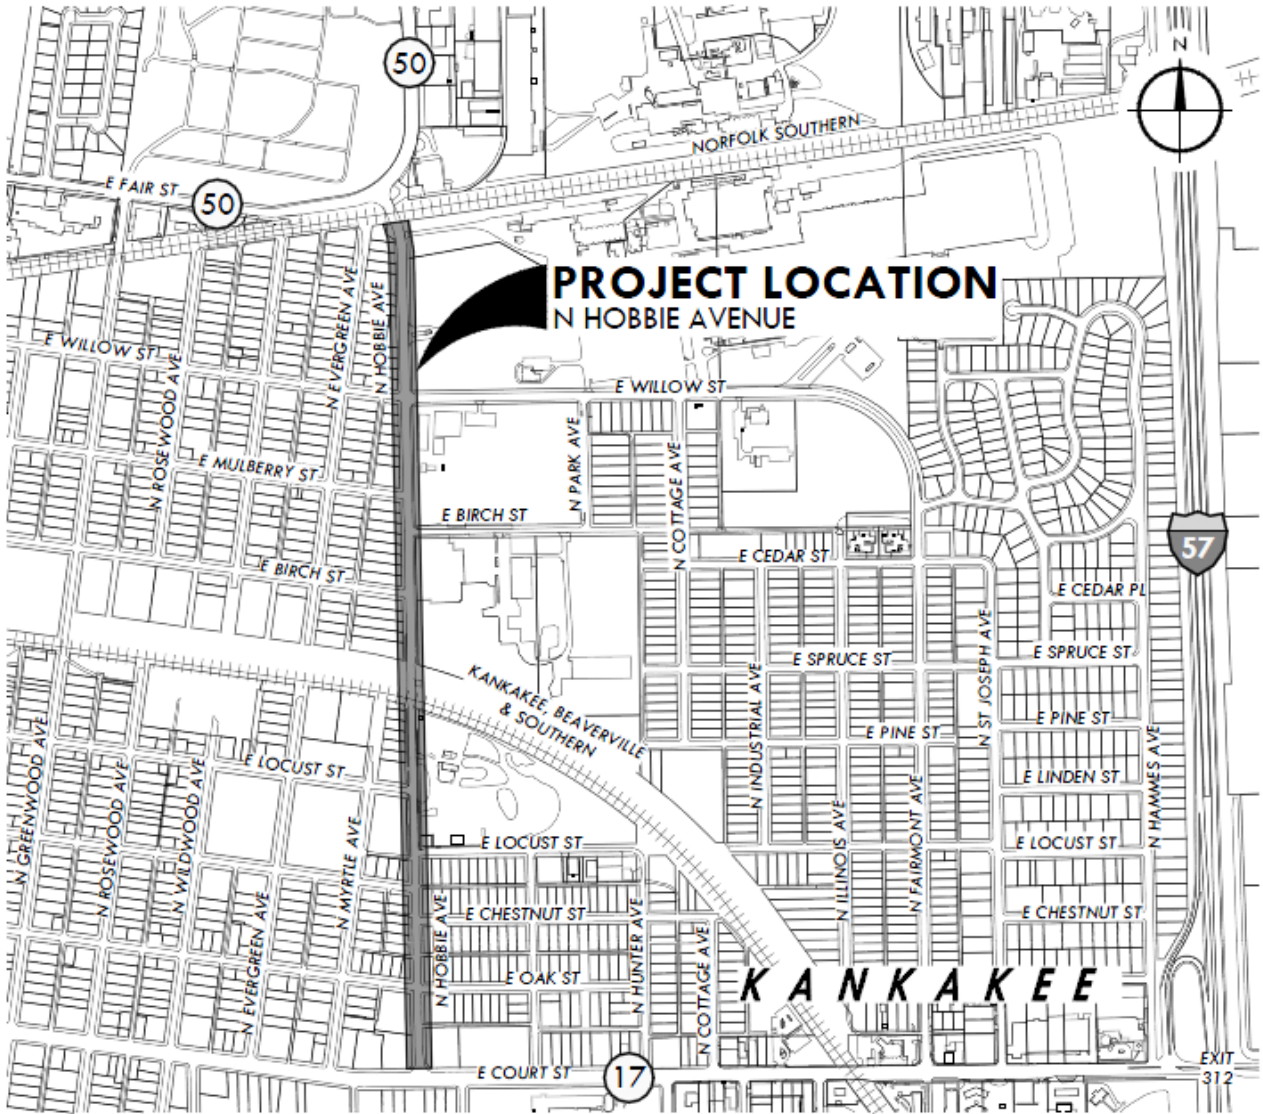 N
50
NORFOLK SOUTHERN
E FAIR ST
50
PROJECT LOCATION
N HOBBIE AVENUE
N EVERGREEN AVE
N HOBBIE AVE
E WILLOW ST
N ROSEWOOD AVE
E WILLOW ST
N PARK AVE
N COTTAGE AVE
E MULBERRY ST
E BIRCH ST
57
E CEDAR ST
E BIRCH ST
E CEDAR PL
N ST JOSEPH AVE
E SPRUCE ST
E SPRUCE ST
KANKAKEE, BEAVERVILLE
& SOUTHERN
N INDUSTRIAL AVE
E PINE ST
E PINE ST
N GREENWOOD AVE
E LOCUST ST
N ROSEWOOD AVE
N WILDWOOD AVE
E LINDEN ST
N HAMMES AVE
N MYRTLE AVE
N ILLINOIS AVE
N FAIRMONT AVE
E LOCUST ST
E LOCUST ST
N EVERGREEN AVE
N HOBBIE AVE
E CHESTNUT ST
N HUNTER AVE
E CHESTNUT ST
E OAK ST
N COTTAGE AVE
KANKAKEE
E COURT ST
17
EXIT
312